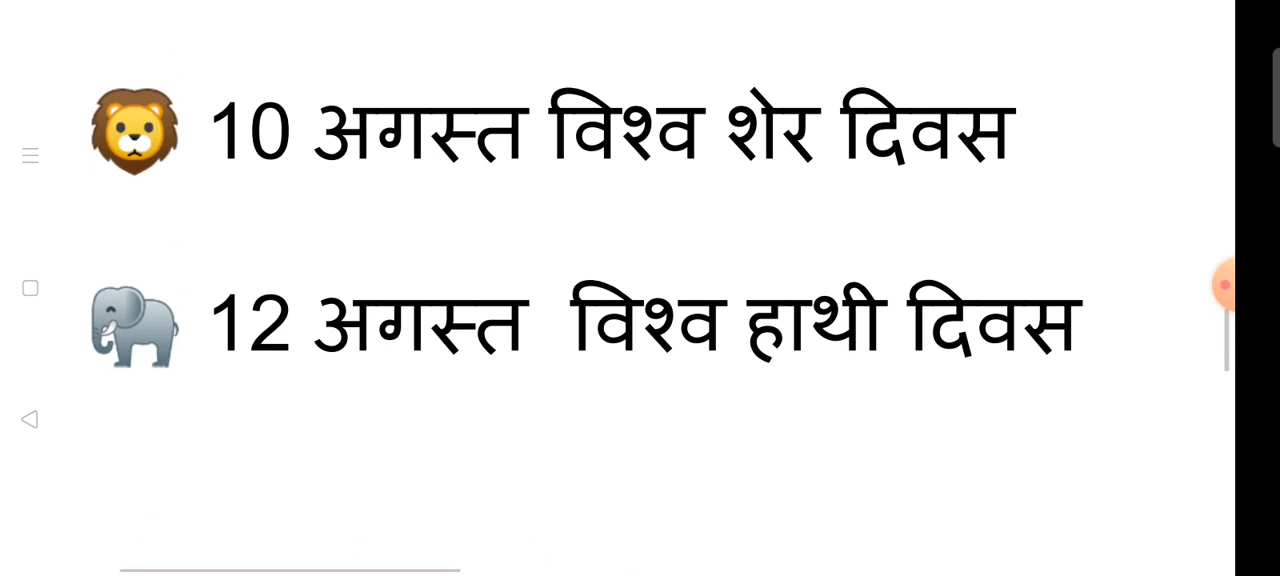 🦁 10 अगस्त विश्व शेर दिवस
🐘 12 अगस्त  विश्व हाथी दिवस